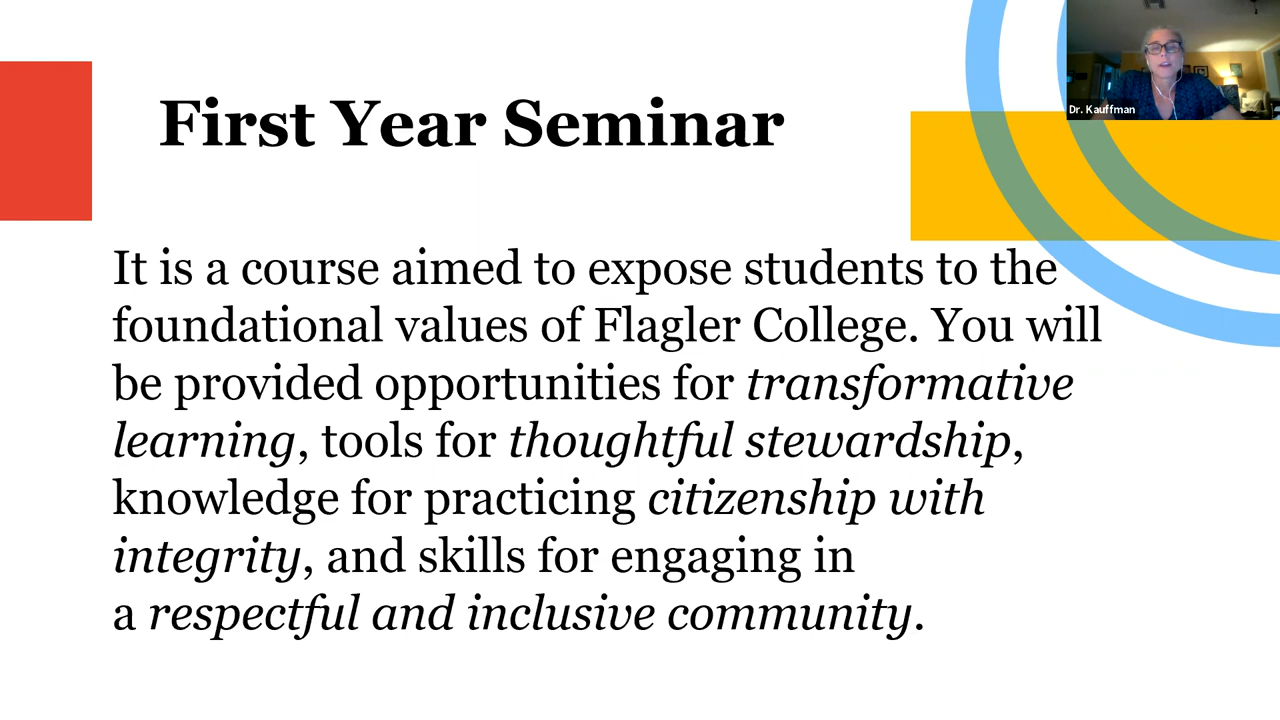 Dr. Kauffman
First Year Seminar
It is a course aimed to expose students to the
foundational values of Flagler College. You will
be provided opportunities for transformative
learning, tools for thoughtful stewardship,
knowledge for practicing citizenship with
integrity, and skills for engaging in
a respectful and inclusive community.